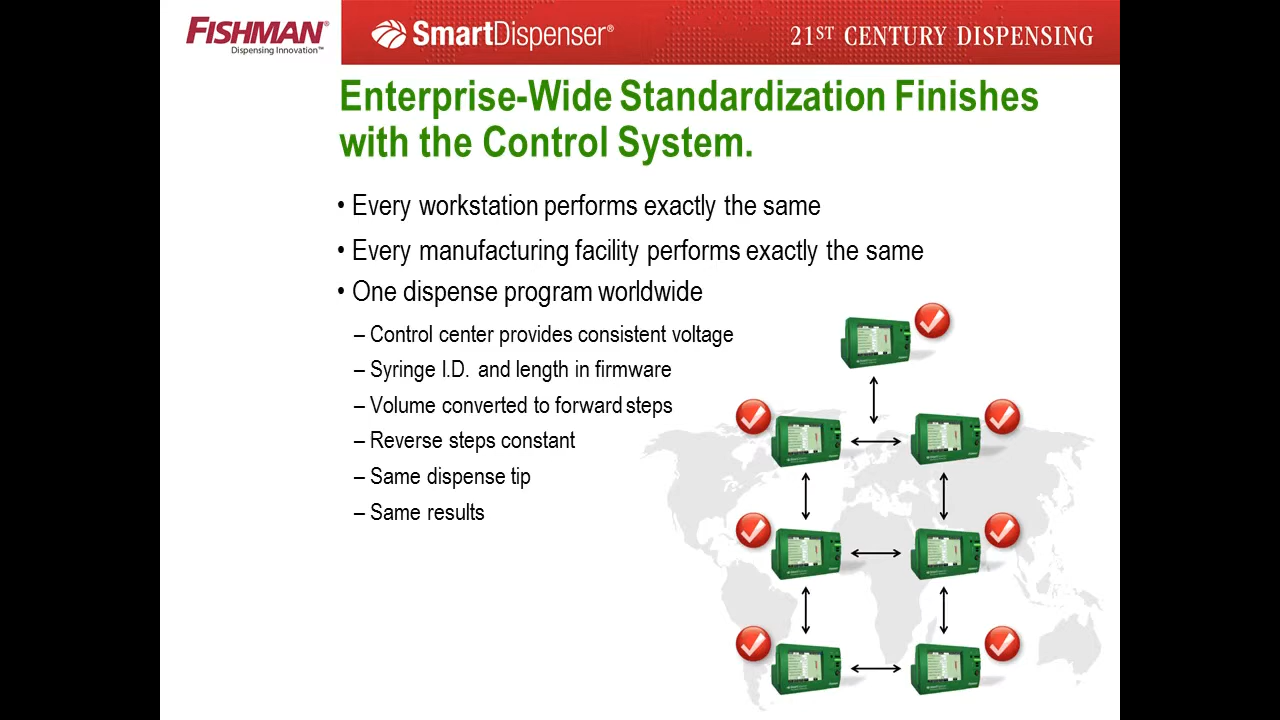 FISHMAN®
Dispensing Innovation™
SmartDispenser®
21ST CENTURY DISPENSING
Enterprise-Wide Standardization Finishes
with the Control System.
• Every workstation performs exactly the same
• Every manufacturing facility performs exactly the same
• One dispense program worldwide
– Control center provides consistent voltage
– Syringe I.D. and length in firmware
– Volume converted to forward steps
– Reverse steps constant
– Same dispense tip
– Same results